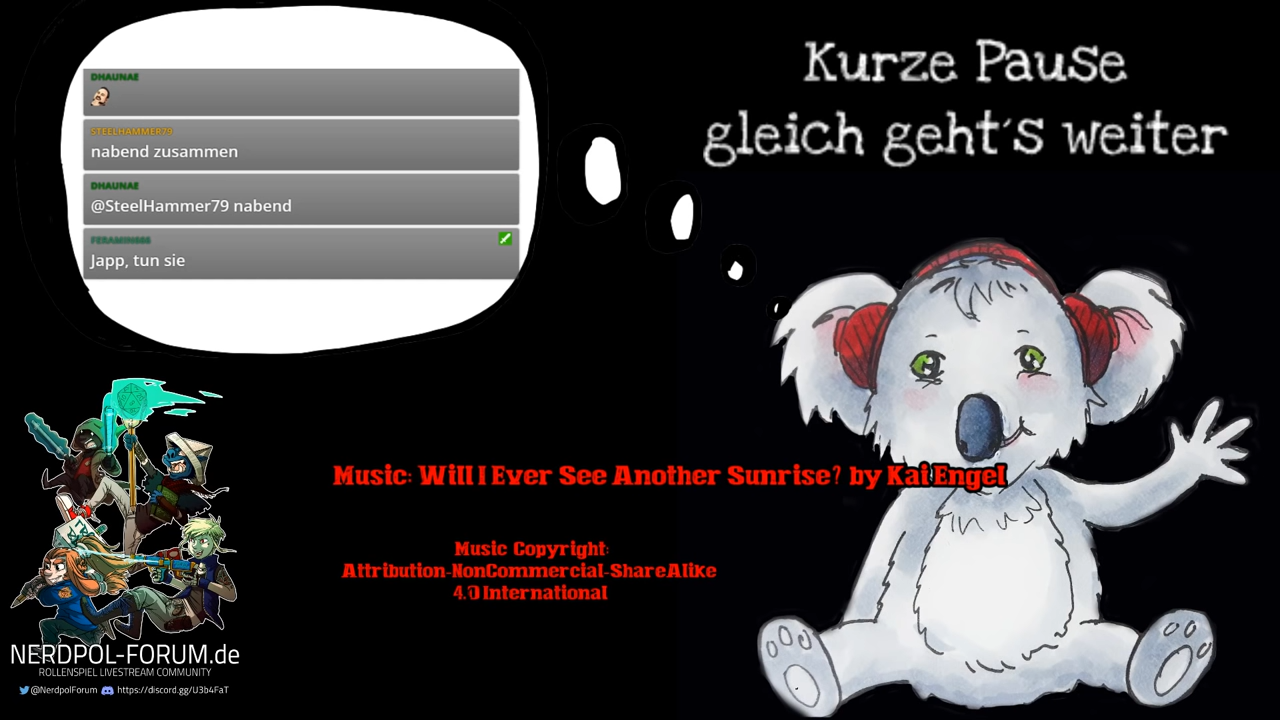 DHAUNAE
STEELHAMMER79
nabend zusammen
DHAUNAE
@SteelHammer79 nabend
FERAMIN666
Japp, tun sie
Kurze Pause
gleich geht's weiter
Music: Will I Ever See Another Sunrise? by Kai Engel
Music Copyright:
Attribution-NonCommercial-ShareAlike
4.0 International
NERDPOL-FORUM.de
ROLLENSPIEL LIVESTREAM COMMUNITY
@NerdpolForum https://discord.gg/U3b4FaT